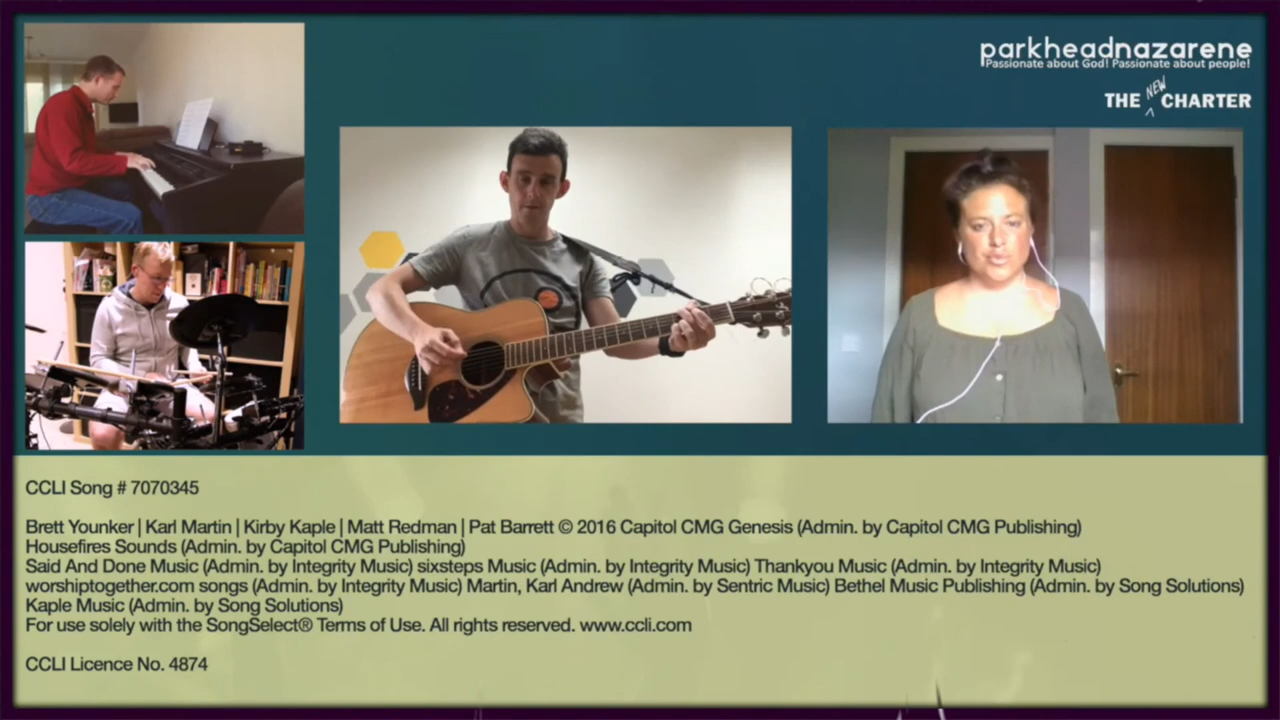 parkheadnazarene
Passionate about God! Passionate about people!
THE NEW CHARTER
CCLI Song # 7070345
Brett Younker | Karl Martin | Kirby Kaple | Matt Redman | Pat Barrett © 2016 Capitol CMG Genesis (Admin. by Capitol CMG Publishing)
Housefires Sounds (Admin. by Capitol CMG Publishing)
Said And Done Music (Admin. by Integrity Music) sixsteps Music (Admin. by Integrity Music) Thankyou Music (Admin. by Integrity Music)
worshiptogether.com songs (Admin. by Integrity Music) Martin, Karl Andrew (Admin. by Sentric Music) Bethel Music Publishing (Admin. by Song Solutions)
Kaple Music (Admin. by Song Solutions)
For use solely with the SongSelect® Terms of Use. All rights reserved. www.ccli.com
CCLI Licence No. 4874